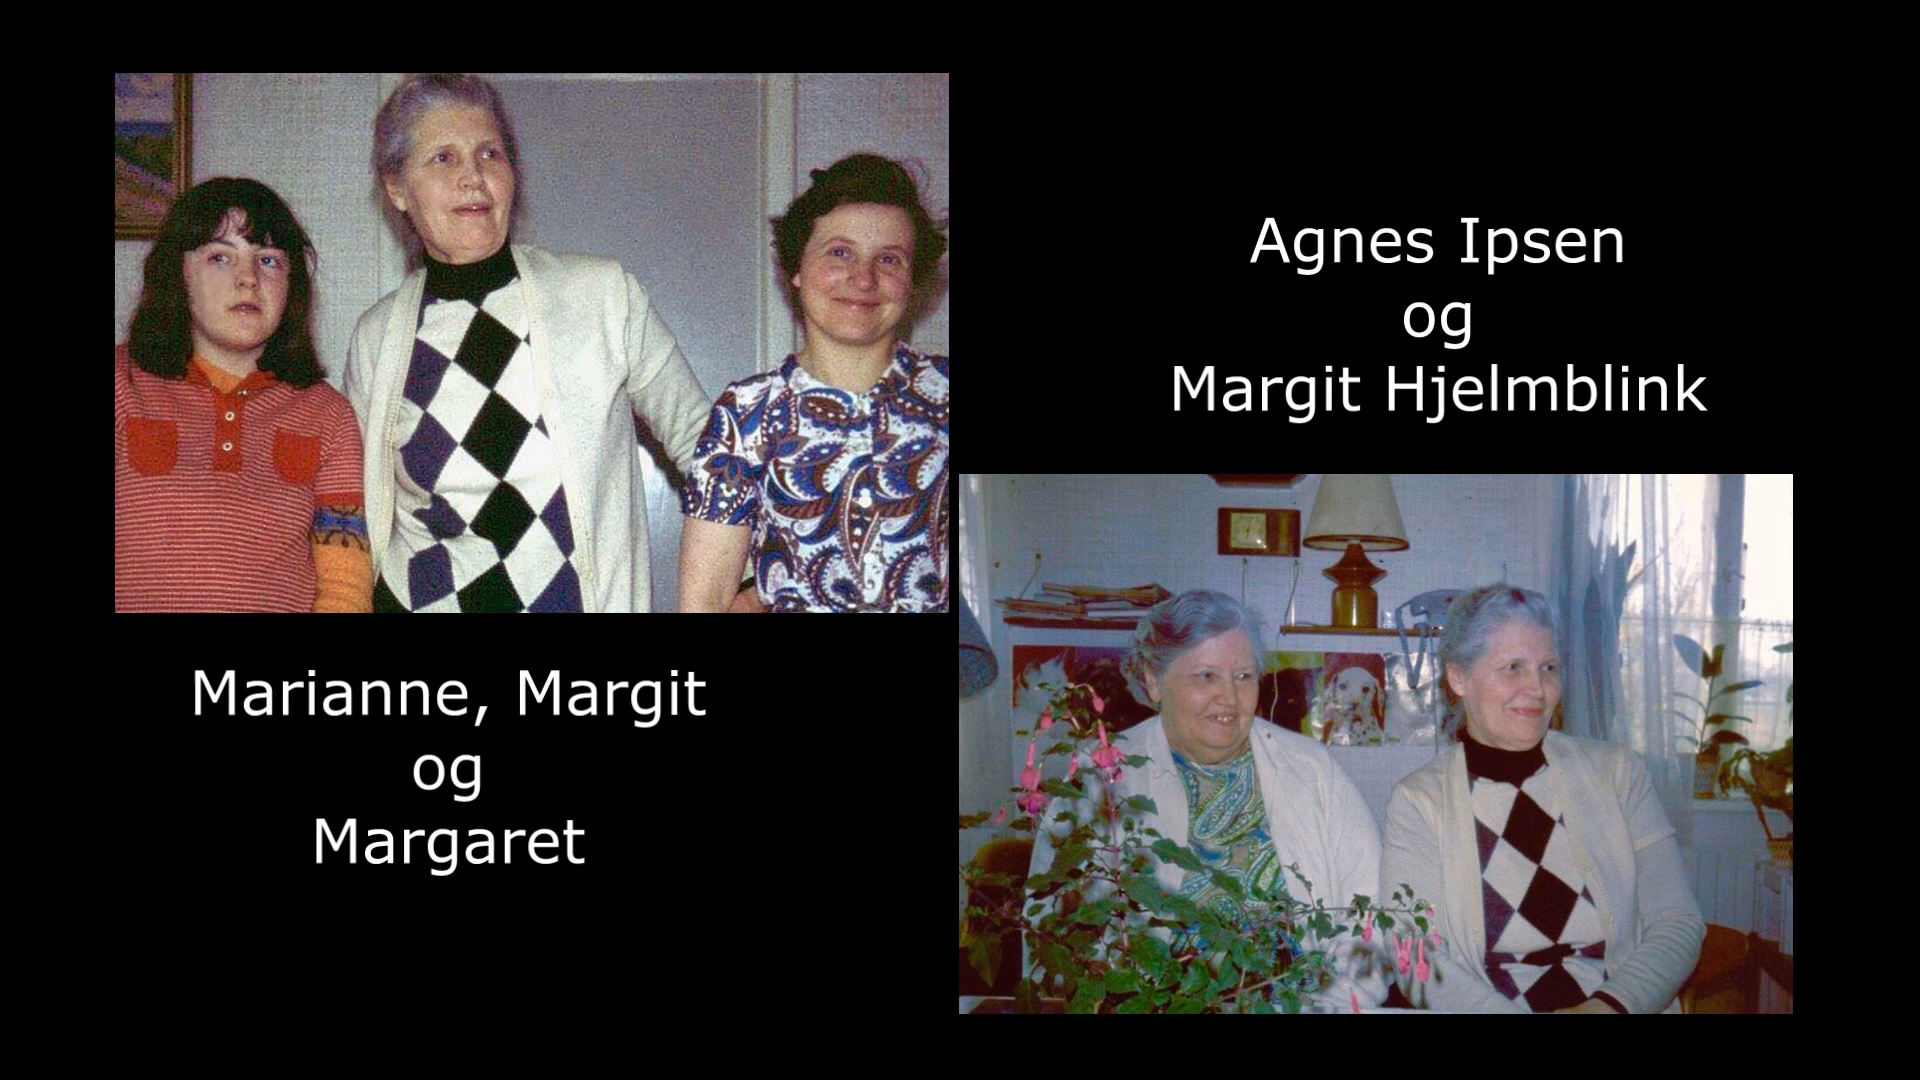 Agnes Ipsen
og
Margit Hjelmblink
Marianne, Margit
og
Margaret